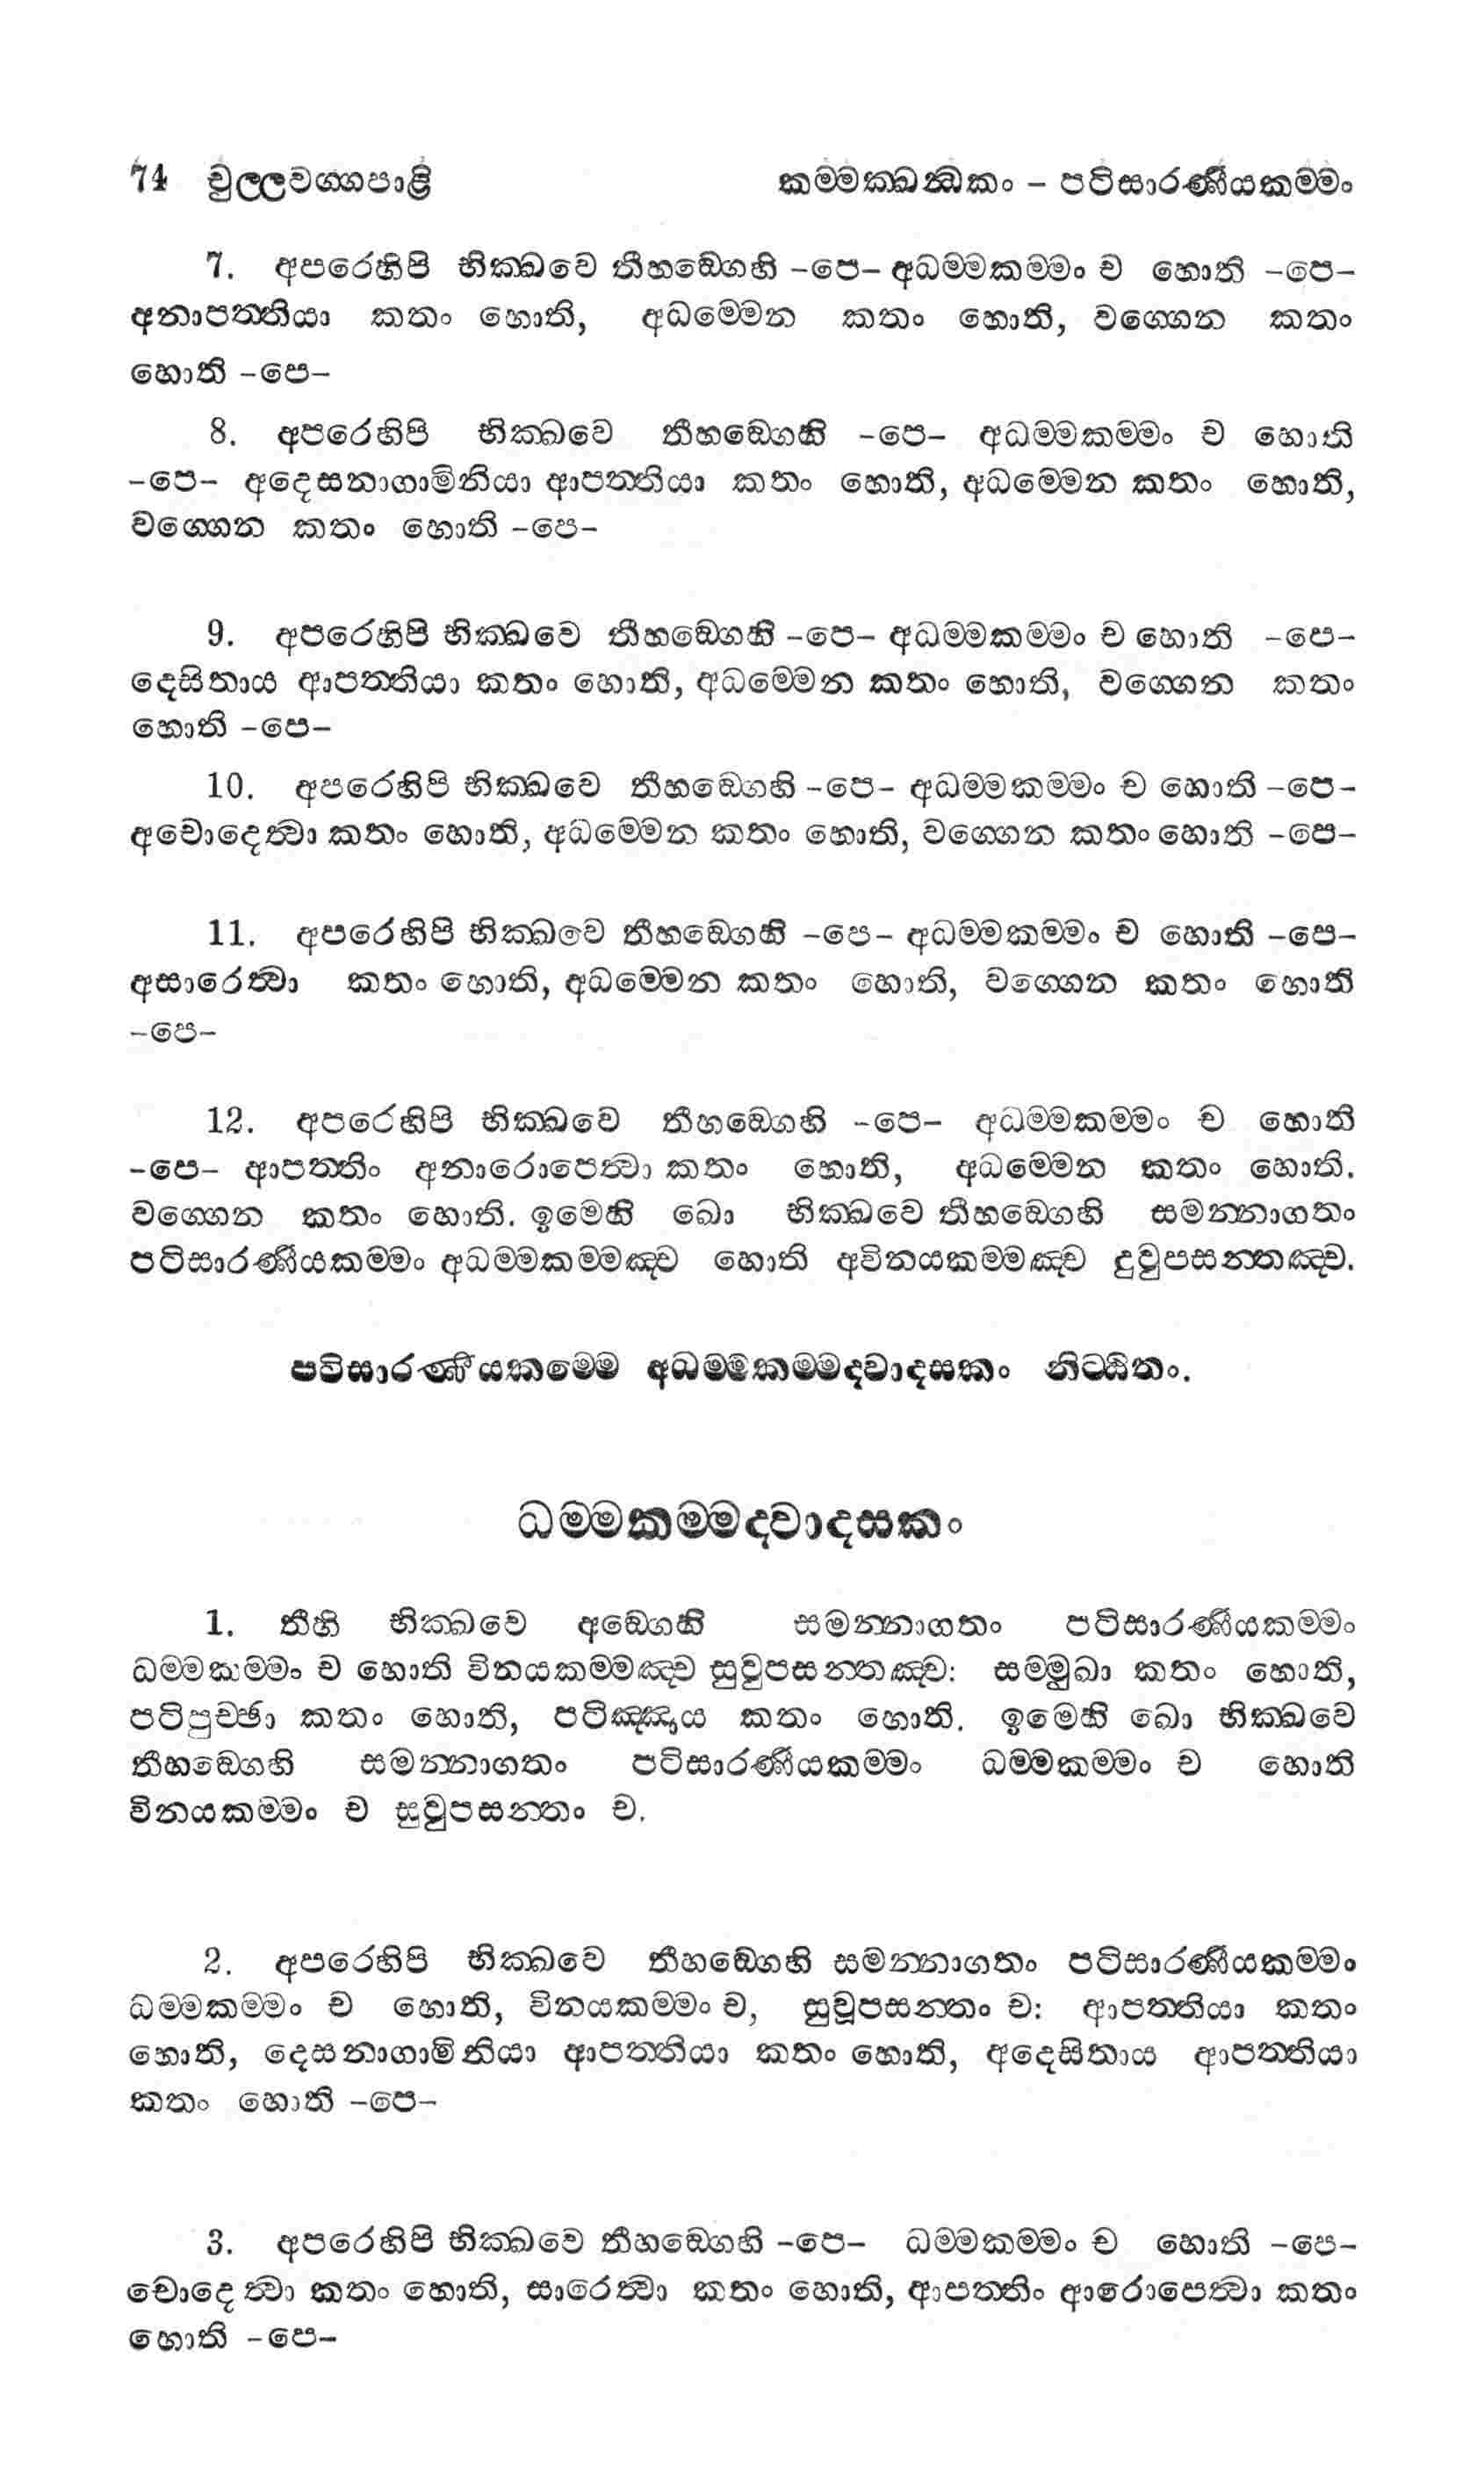 74 චුල්ලවග්ගපාළි කම්මක්ඛන්ධකං – පටිසාරණීයකම්මං
7. අපරෙහිපි භික්ඛවෙ තීහඞ්ගෙහි –පෙ– අධම්මකම්මං ච හොති –පෙ–
අනාපත්තියා කතං හොති, අධම්මෙන කතං හොති, වග්ගෙන කතං
හොති –පෙ–
8. අපරෙහිපි භික්ඛවෙ තීහඞ්ගෙහි –පෙ– අධම්මකම්මං ච හොති
–පෙ– අදෙසනාගාමිනියා ආපත්තියා කතං හොති, අධම්මෙන කතං හොති,
වග්ගෙන කතං හොති –පෙ–
9. අපරෙහිපි භික්ඛවෙ තීහඞ්ගෙහි –පෙ– අධම්මකම්මං ච හොති –පෙ–
දෙසිතාය ආපත්තියා කතං හොති, අධම්මෙන කතං හොති, වග්ගෙන කතං
හොති –පෙ–
10. අපරෙහිපි භික්ඛවෙ තීහඞ්ගෙහි –පෙ– අධම්මකම්මං ච හොති –පෙ–
අචොදෙත්වා කතං හොති, අධම්මෙන කතං හොති, වග්ගෙන කතං හොති –පෙ–
11. අපරෙහිපි භික්ඛවෙ තීහඞ්ගෙහි –පෙ– අධම්මකම්මං ච හොති –පෙ–
අසාරෙත්වා කතං හොති, අධම්මෙන කතං හොති, වග්ගෙන කතං හොති
–පෙ–
12. අපරෙහිපි භික්ඛවෙ තීහඞ්ගෙහි –පෙ– අධම්මකම්මං ච හොති
–පෙ– ආපත්තිං අනාරොපෙත්වා කතං හොති, අධම්මෙන කතං හොති.
වග්ගෙන කතං හොති. ඉමෙහි ඛො භික්ඛවෙ තීහඞ්ගෙහි සමන්නාගතං
පටිසාරණීයකම්මං අධම්මකම්මඤ්ච හොති අවිනයකම්මඤ්ච දුවූපසන්තඤ්ච.
පටිසාරණීයකම්මෙ අධම්මකම්මද්වාදසකං නිට්ඨිතං.
ධම්මකම්මද්වාදසකං
1. තීහි භික්ඛවෙ අඞ්ගෙහි සමන්නාගතං පටිසාරණීයකම්මං
ධම්මකම්මං ච හොති විනයකම්මඤ්ච සුවුපසන්තඤ්ච: සම්මුඛා කතං හොති,
පටිපුච්ඡා කතං හොති, පටිඤ්ඤාය කතං හොති. ඉමෙහි ඛො භික්ඛවෙ
තීහඞ්ගෙහි සමන්නාගතං පටිසාරණීයකම්මං ධම්මකම්මං ච හොති
විනයකම්මං ච සුවුපසන්තං ච.
2. අපරෙහිපි භික්ඛවෙ තීහඞ්ගෙහි සමන්නාගතං පටිසාරණීයකම්මං
ධම්මකම්මං ච හොති, විනයකම්මං ච, සුවූපසන්තං ච: ආපත්තියා කතං
හොති, දෙසනාගාමිනියා ආපත්තියා කතං හොති, අදෙසිතාය ආපත්තියා
කතං හොති –පෙ–
3. අපරෙහිපි භික්ඛවෙ තීහඞ්ගෙහි –පෙ– ධම්මකම්මං ච හොති –පෙ–
චොදෙත්වා කතං හොති, සාරෙත්වා කතං හොති, ආපත්තිං ආරොපෙත්වා කතං
හොති –පෙ–